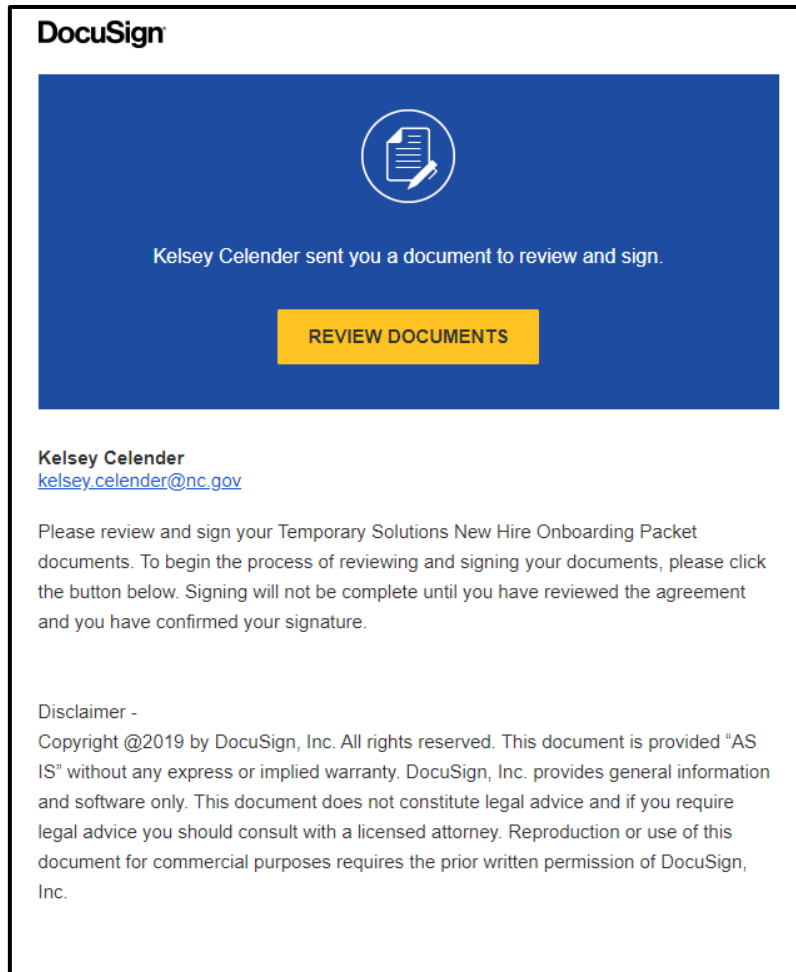 DocuSign
Kelsey Celender sent you a document to review and sign.
REVIEW DOCUMENTS
Kelsey Celender
kelsey.celender@nc.gov
Please review and sign your Temporary Solutions New Hire Onboarding Packet
documents. To begin the process of reviewing and signing your documents, please click
the button below. Signing will not be complete until you have reviewed the agreement
and you have confirmed your signature.
Disclaimer -
Copyright @2019 by DocuSign, Inc. All rights reserved. This document is provided “AS
IS” without any express or implied warranty. DocuSign, Inc. provides general information
and software only. This document does not constitute legal advice and if you require
legal advice you should consult with a licensed attorney. Reproduction or use of this
document for commercial purposes requires the prior written permission of DocuSign,
Inc.